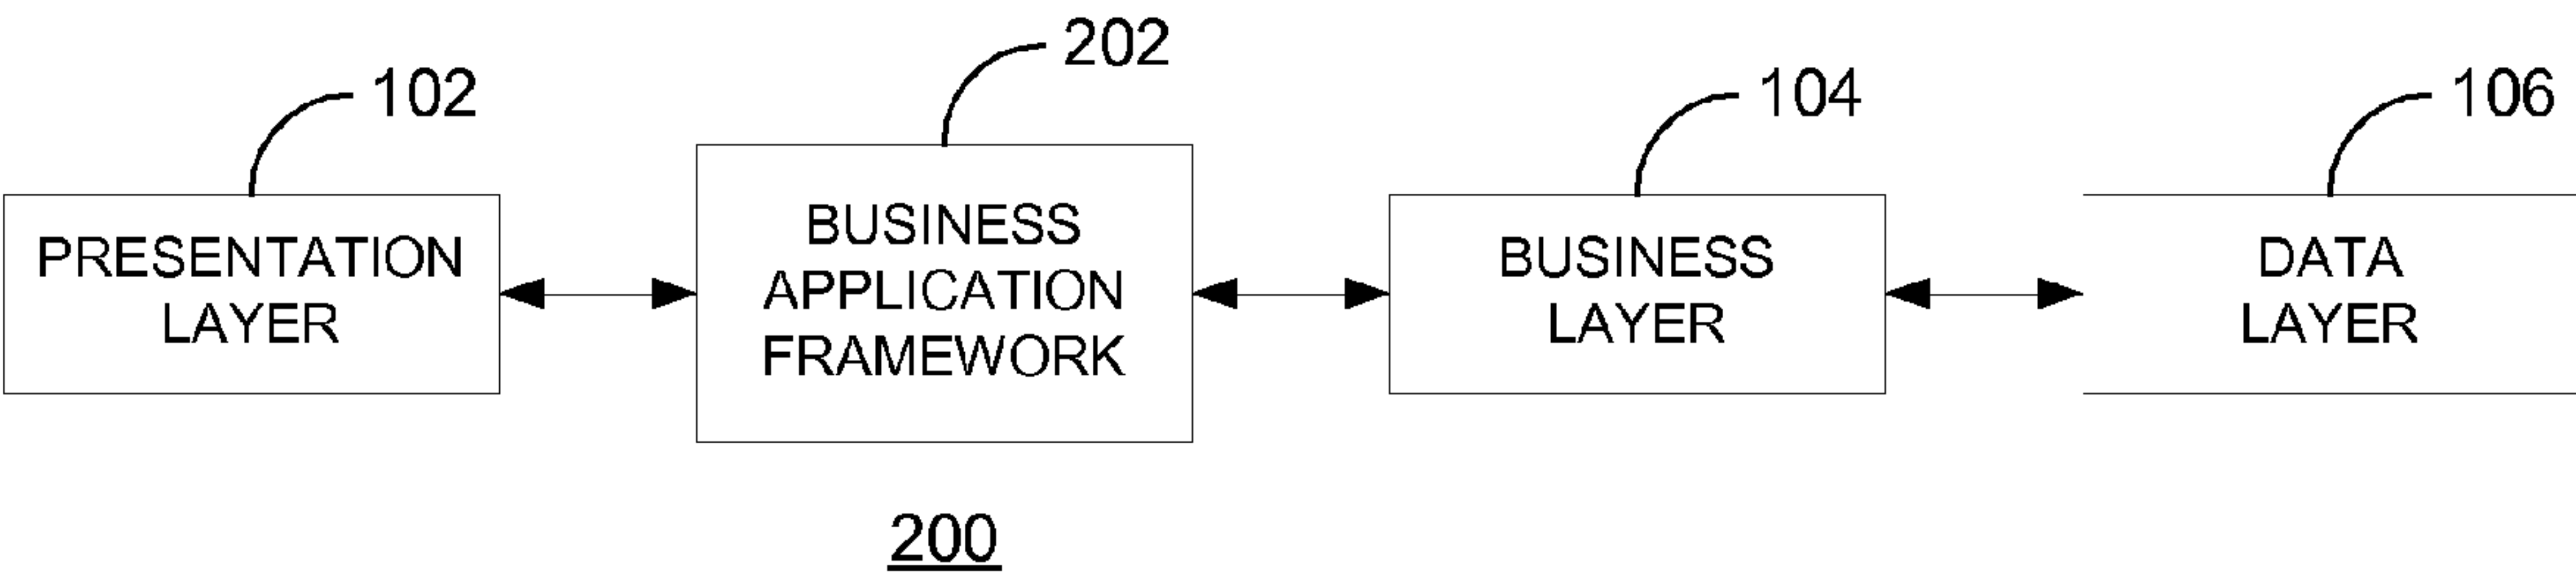 102
202
104
106
PRESENTATION
LAYER
BUSINESS
APPLICATION
FRAMEWORK
BUSINESS
LAYER
DATA
LAYER
200